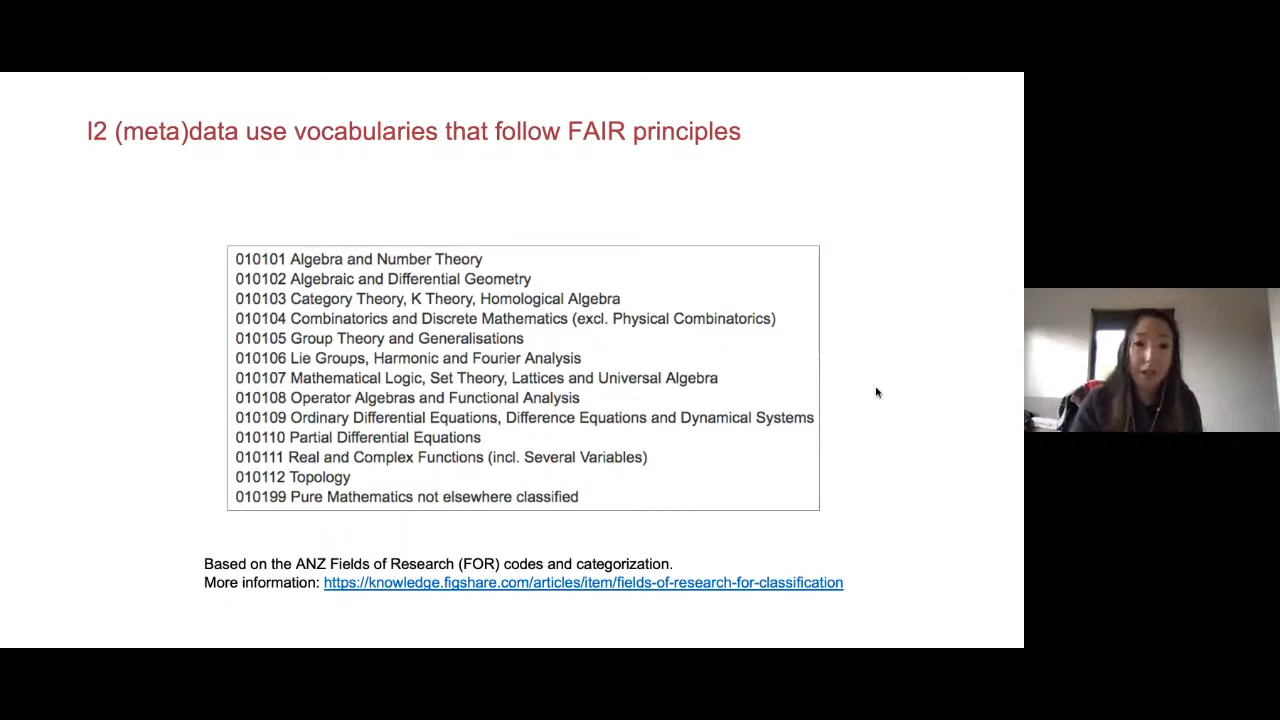 I2 (meta)data use vocabularies that follow FAIR principles
010101 Algebra and Number Theory
010102 Algebraic and Differential Geometry
010103 Category Theory, K Theory, Homological Algebra
010104 Combinatorics and Discrete Mathematics (excl. Physical Combinatorics)
010105 Group Theory and Generalisations
010106 Lie Groups, Harmonic and Fourier Analysis
010107 Mathematical Logic, Set Theory, Lattices and Universal Algebra
010108 Operator Algebras and Functional Analysis
010109 Ordinary Differential Equations, Difference Equations and Dynamical Systems
010110 Partial Differential Equations
010111 Real and Complex Functions (incl. Several Variables)
010112 Topology
010199 Pure Mathematics not elsewhere classified
Based on the ANZ Fields of Research (FOR) codes and categorization.
More information: https://knowledge.figshare.com/articles/item/fields-of-research-for-classification